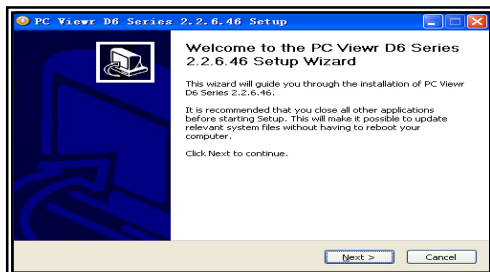 PC Viewr D6 Series 2.2.6.46 Setup
Welcome to the PC Viewr D6 Series
2.2.6.46 Setup Wizard
This wizard will guide you through the installation of PC Viewr
D6 Series 2.2.6.46.
It is recommended that you close all other applications
before starting Setup. This will make it possible to update
relevant system files without having to reboot your
computer.
Click Next to continue.
Next >
Cancel